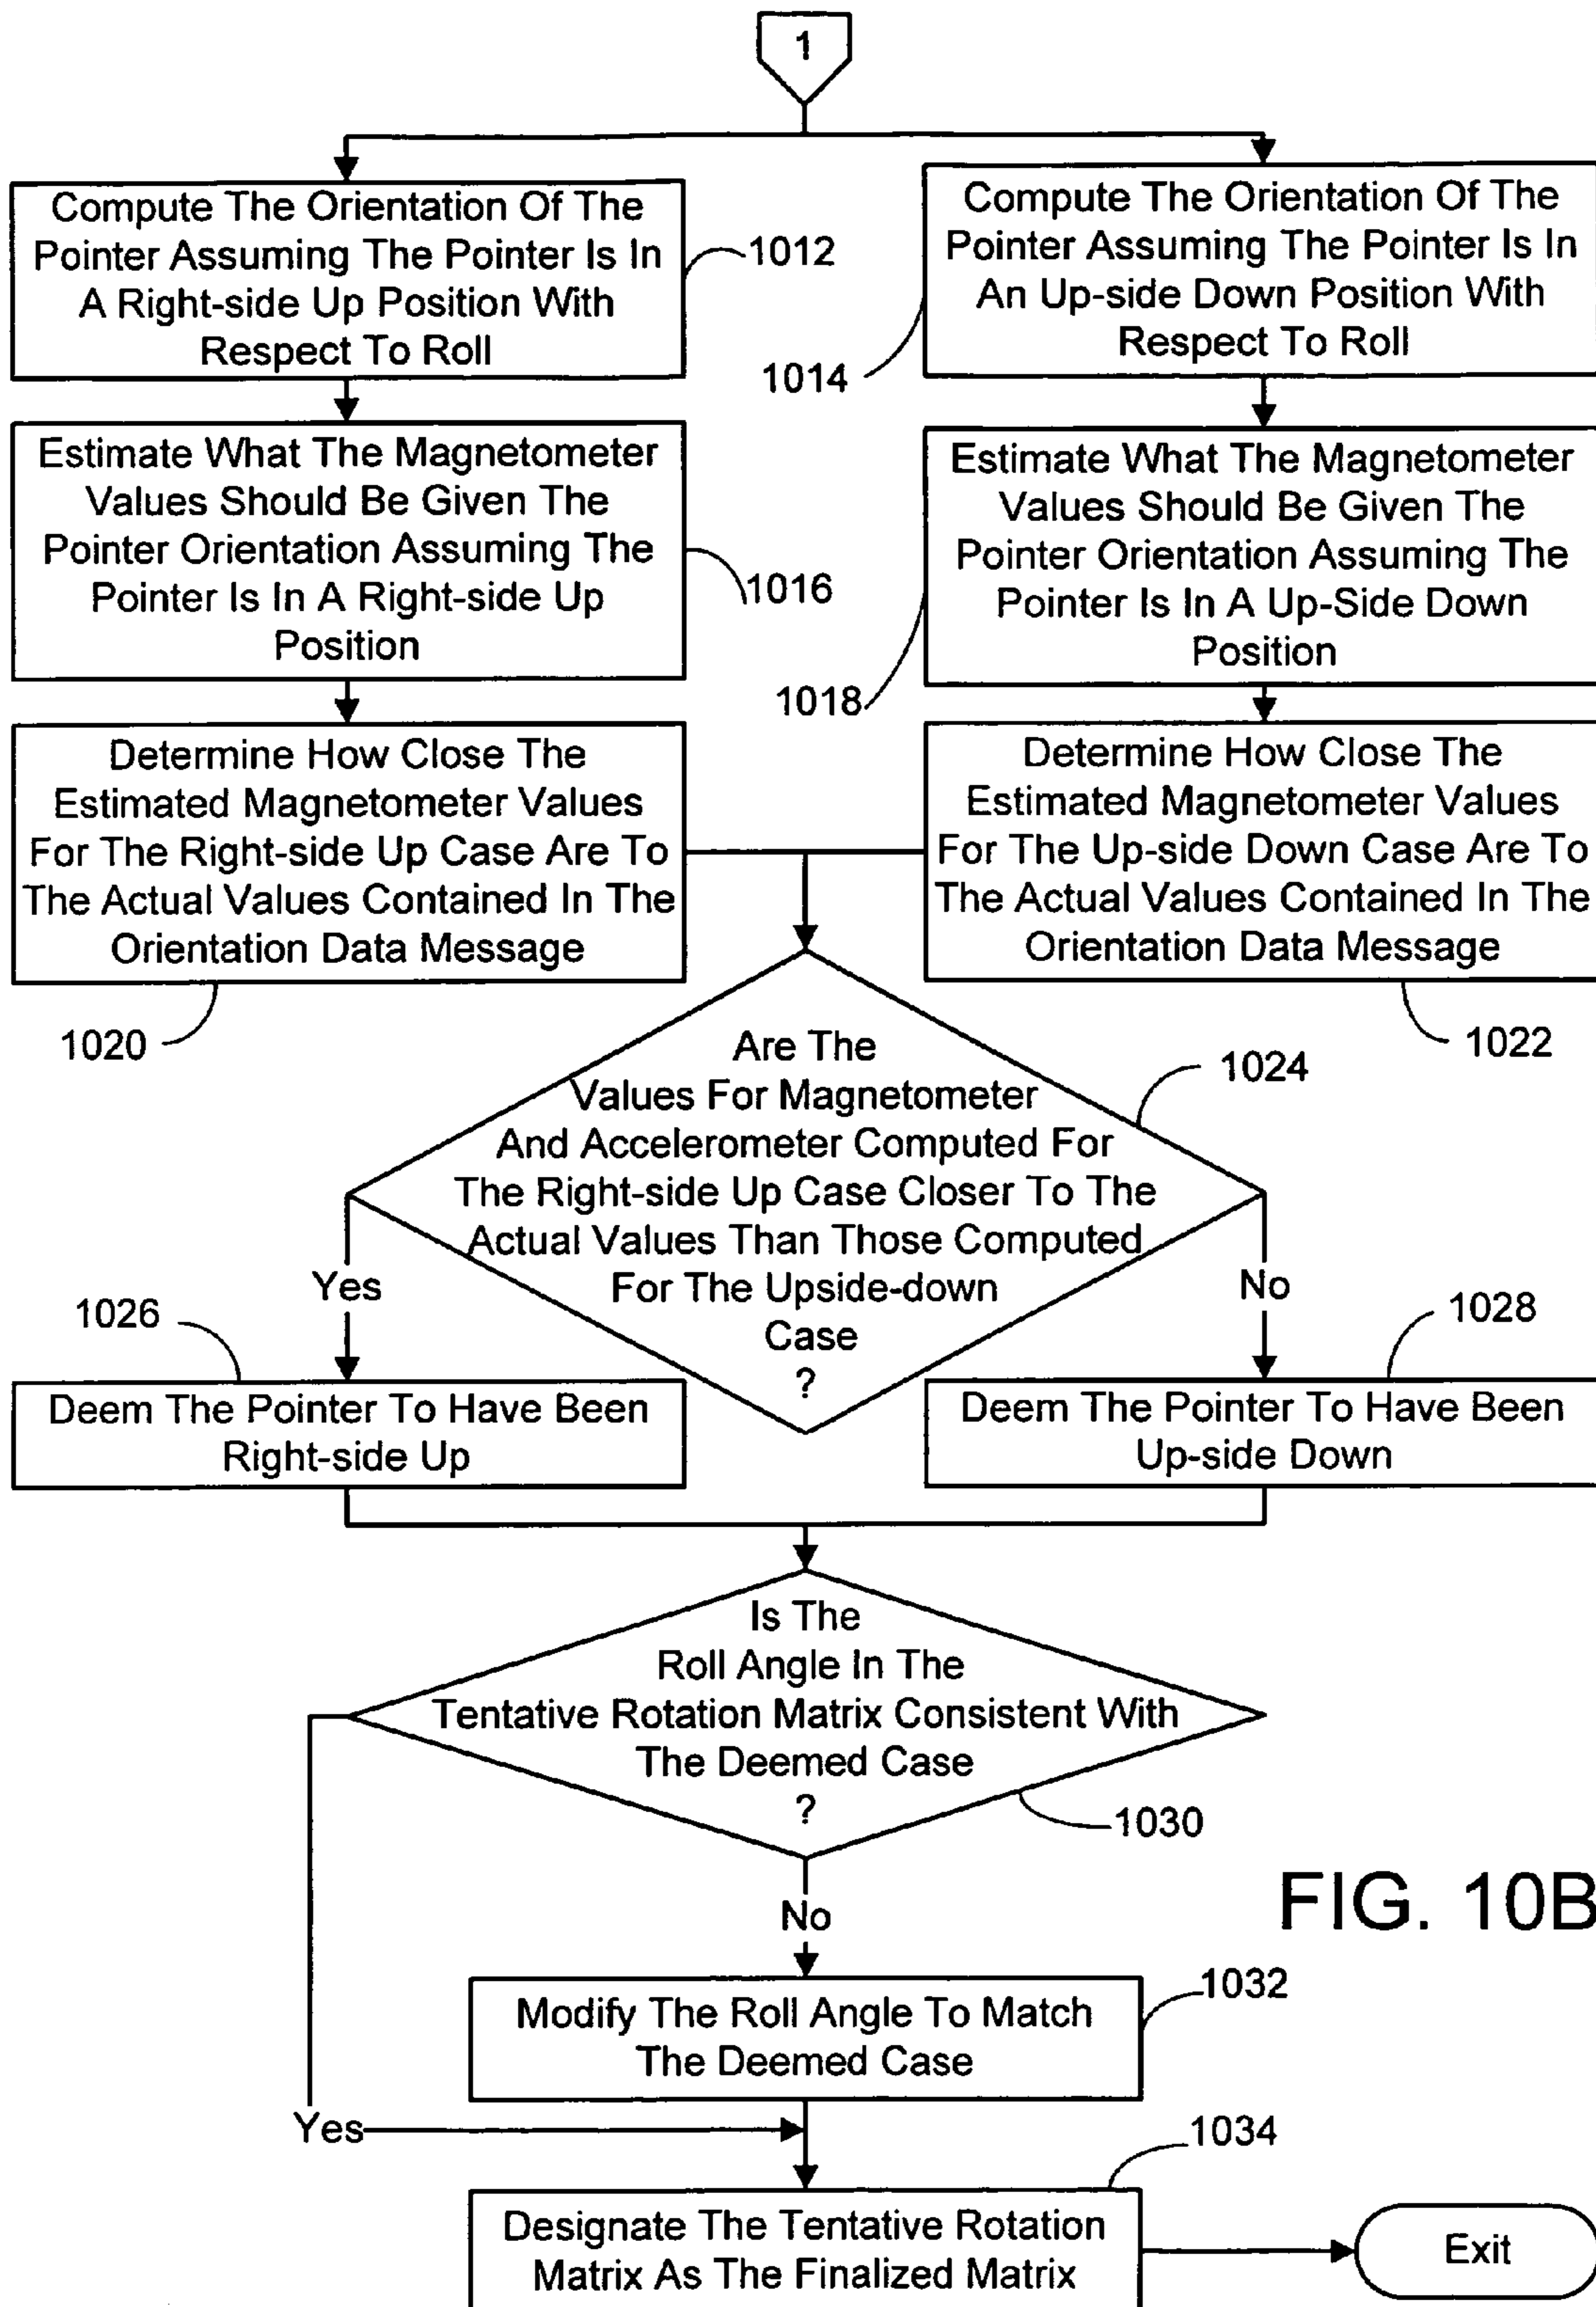 1
Compute The Orientation Of The
Pointer Assuming The Pointer Is In
A Right-side Up Position With
Respect To Roll
1012
Compute The Orientation Of The
Pointer Assuming The Pointer Is In
An Up-side Down Position With
Respect To Roll
1014
Estimate What The Magnetometer
Values Should Be Given The
Pointer Orientation Assuming The
Pointer Is In A Right-side Up
Position
1016
Estimate What The Magnetometer
Values Should Be Given The
Pointer Orientation Assuming The
Pointer Is In A Up-Side Down
Position
1018
Determine How Close The
Estimated Magnetometer Values
For The Right-side Up Case Are To
The Actual Values Contained In The
Orientation Data Message
1020
Determine How Close The
Estimated Magnetometer Values
For The Up-side Down Case Are To
The Actual Values Contained In The
Orientation Data Message
1022
Are The
Values For Magnetometer
And Accelerometer Computed For
The Right-side Up Case Closer To The
Actual Values Than Those Computed
For The Upside-down
Case
?
1024
Yes
No
1026
Deem The Pointer To Have Been
Right-side Up
1028
Deem The Pointer To Have Been
Up-side Down
Is The
Roll Angle In The
Tentative Rotation Matrix Consistent With
The Deemed Case
?
1030
No
FIG. 10B
Modify The Roll Angle To Match
The Deemed Case
1032
Yes
1034
Designate The Tentative Rotation
Matrix As The Finalized Matrix
Exit